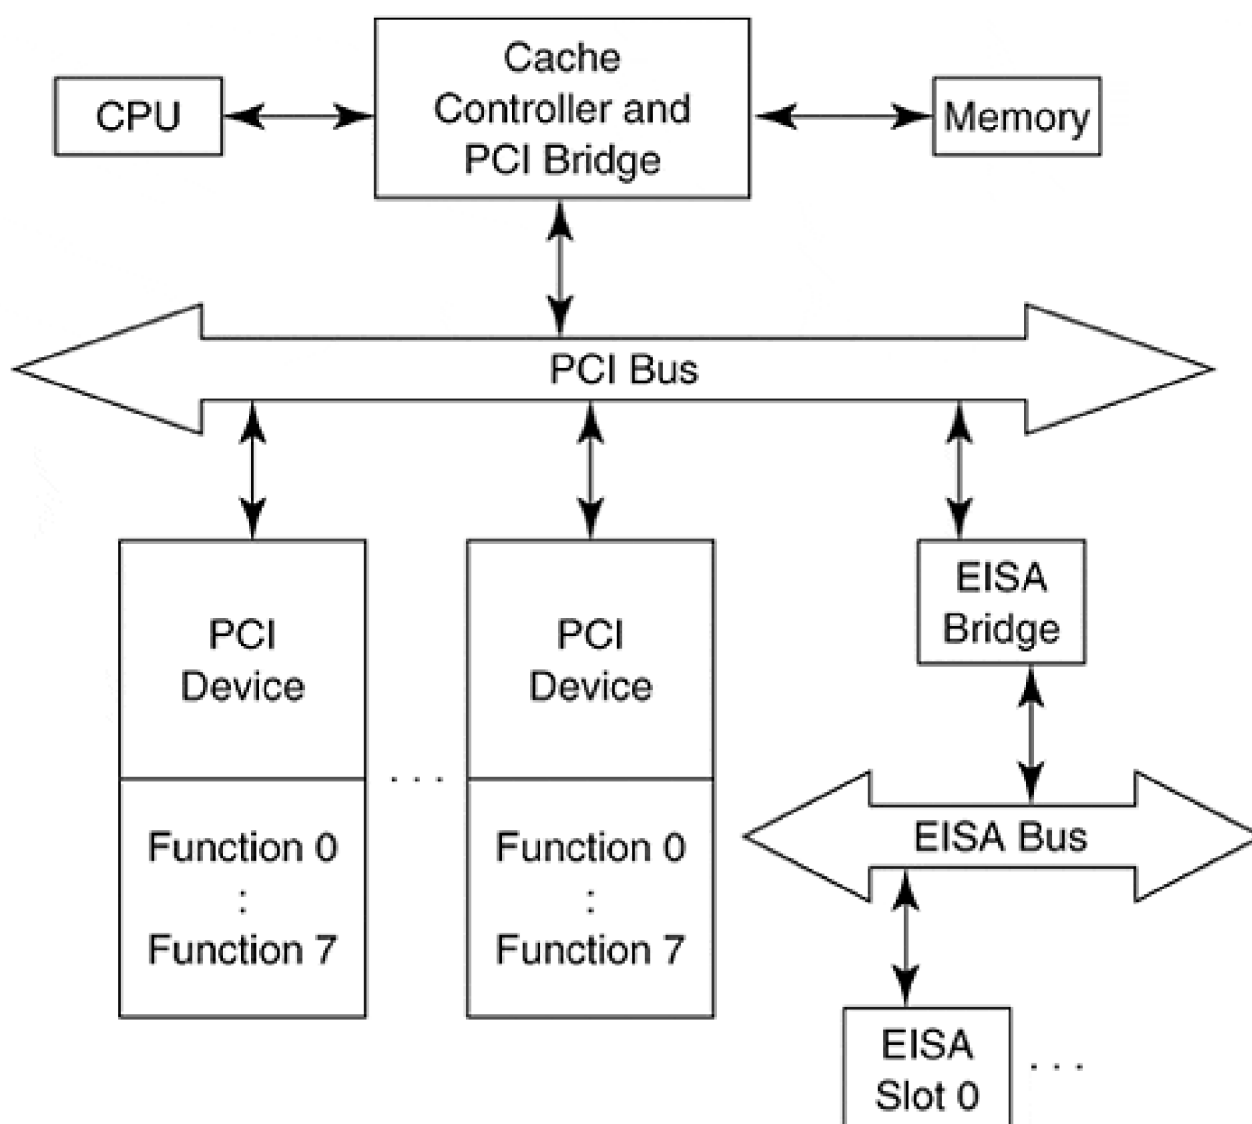 Cache
Controller and
PCI Bridge
CPU
Memory
PCI Bus
PCI
Device
Function 0
:
Function 7
. . .
PCI
Device
Function 0
:
Function 7
EISA
Bridge
EISA Bus
EISA
Slot 0
. . .